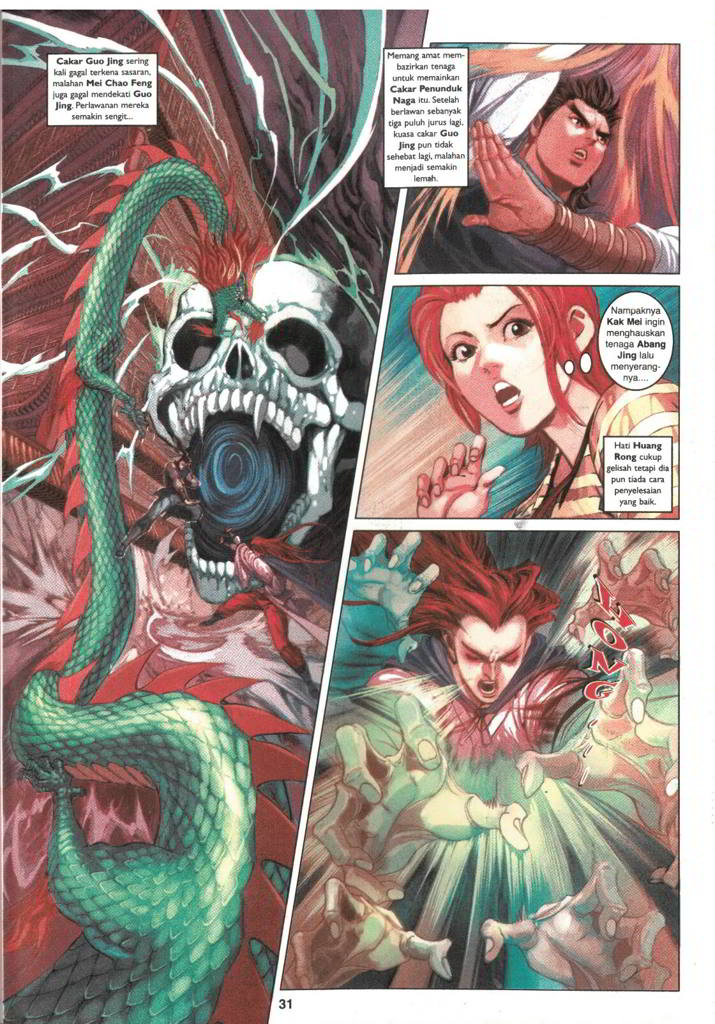 Cakar Guo Jing sering
kali gagal terkena sasaran,
malahan Mei Chao Feng
juga gagal mendekati Guo
Jing. Perlawanan mereka
semakin sengit...
Memang amat mem-
bazirkan tenaga
untuk memainkan
Cakar Penunduk
Naga itu. Setelah
berlawan sebanyak
tiga puluh jurus lagi,
kuasa cakar Guo
Jing pun tidak
sehebat lagi, malahan
menjadi semakin
lemah.
Nampaknya
Kak Mei ingin
menghauskan
tenaga Abang
Jing lalu
menyerang-
nya....
Hati Huang
Rong cukup
gelisah tetapi dia
pun tiada cara
penyelesaian
yang baik.
WONG
31